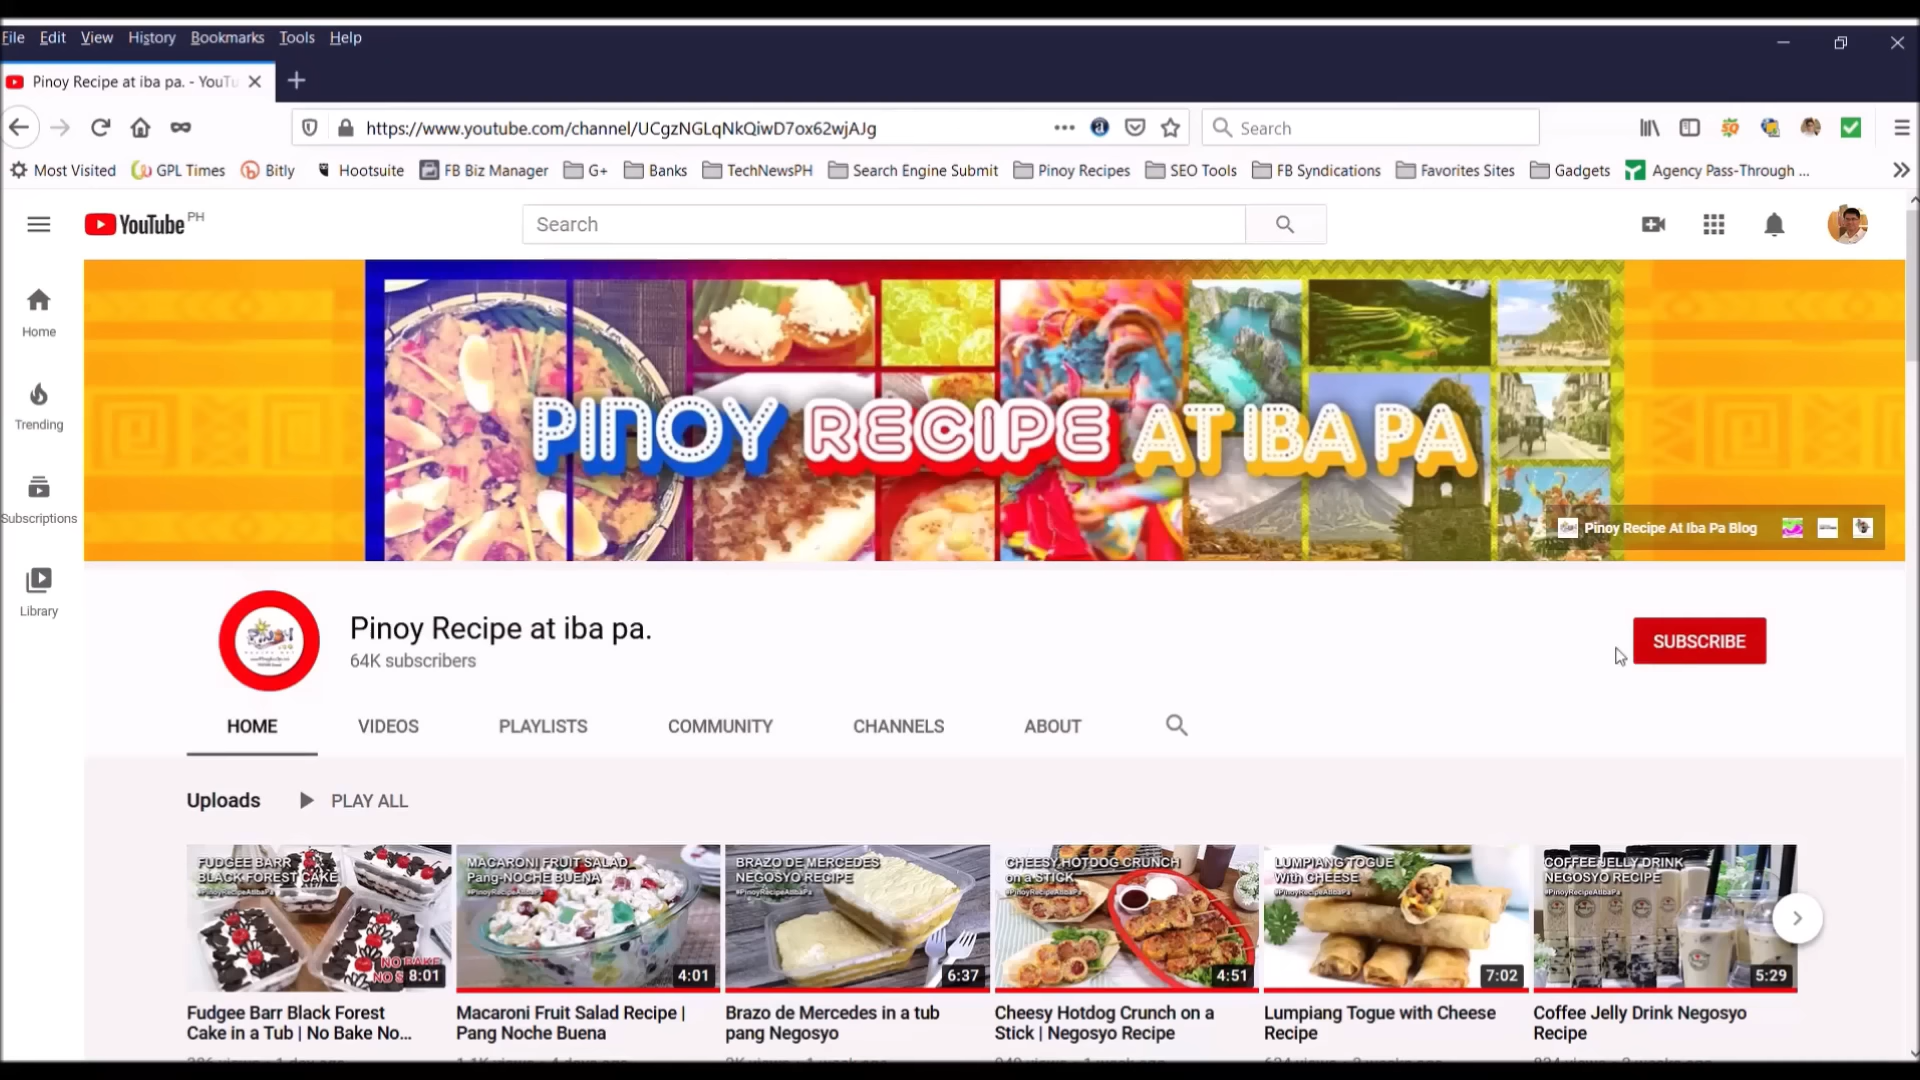 File Edit View History Bookmarks Tools Help
Pinoy Recipe at iba pa. - YouTu
https://www.youtube.com/channel/UCgzNGLqNkQiwD7ox62wjAJg
Search
Most Visited GPL Times Bitly Hootsuite FB Biz Manager G+ Banks TechNewsPH Search Engine Submit Pinoy Recipes SEO Tools FB Syndications Favorites Sites Gadgets Agency Pass-Through ...
YouTube PH
Search
Home
Trending
Subscriptions
Library
PINOY RECIPE AT IBA PA
Pinoy Recipe At Iba Pa Blog
Pinoy Recipe at iba pa.
64K subscribers
SUBSCRIBE
HOME VIDEOS PLAYLISTS COMMUNITY CHANNELS ABOUT
Uploads PLAY ALL
FUDGEE BARR
BLACK FOREST CAKE
#PinoyRecipeAtIbaPa
NO BAKE
8:01
MACARONI FRUIT SALAD
Pang-NOCHE BUENA
#PinoyRecipeAtIbaPa
4:01
BRAZO DE MERCEDES
NEGOSYO RECIPE
#PinoyRecipeAtIbaPa
6:37
CHEESY HOTDOG CRUNCH
on a STICK
#PinoyRecipeAtIbaPa
4:51
LUMPIANG TOGUE
With CHEESE
#PinoyRecipeAtIbaPa
7:02
COFFEE JELLY DRINK
NEGOSYO RECIPE
#PinoyRecipeAtIbaPa
5:29
Fudgee Barr Black Forest
Cake in a Tub | No Bake No...
Macaroni Fruit Salad Recipe |
Pang Noche Buena
Brazo de Mercedes in a tub
pang Negosyo
Cheesy Hotdog Crunch on a
Stick | Negosyo Recipe
Lumpiang Togue with Cheese
Recipe
Coffee Jelly Drink Negosyo
Recipe